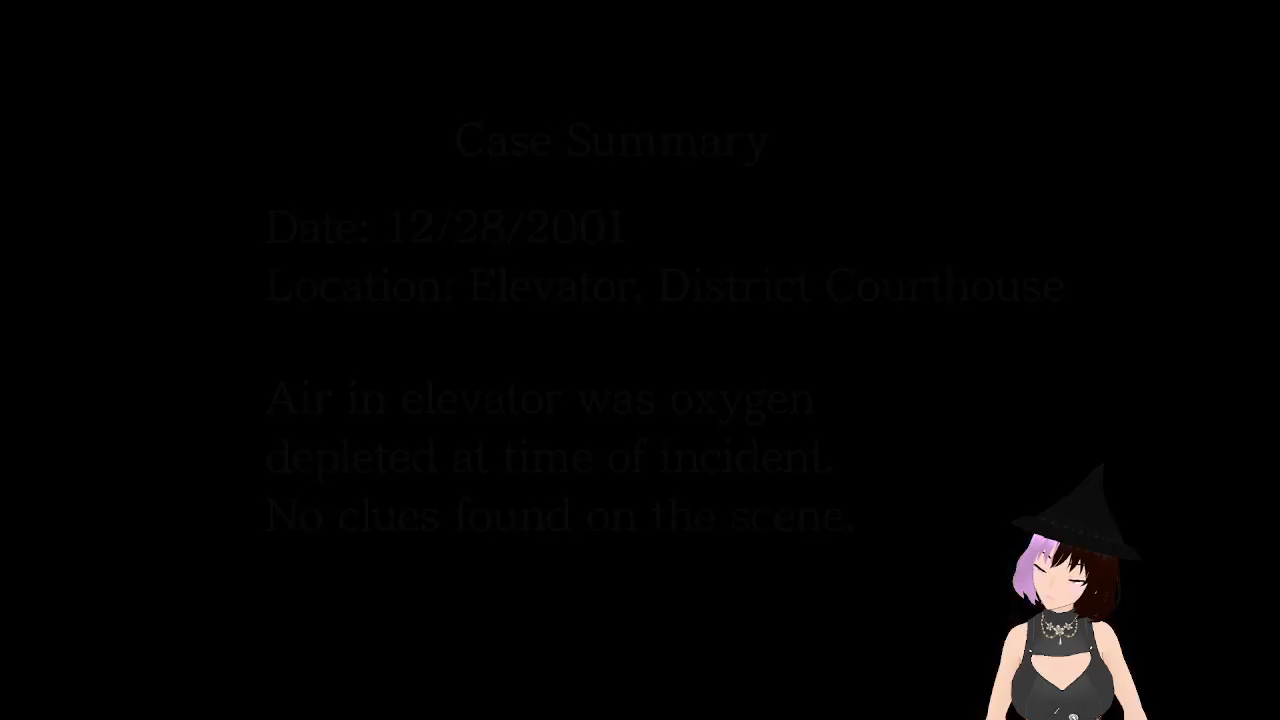 Case Summary
Date: 12/28/2001
Location: Elevator, District Courthouse
Air in elevator was oxygen
depleted at time of incident.
No clues found on the scene.